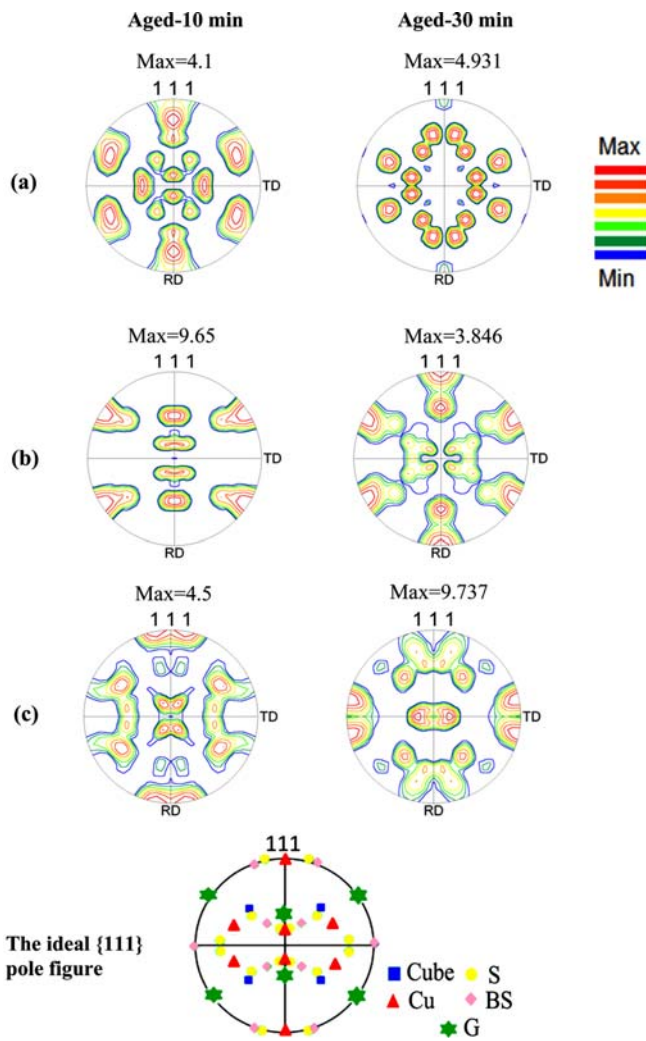 Aged-10 min
Aged-30 min
Max=4.1
Max=4.931
1 1 1
1 1 1
Max
(a)
TD
TD
Min
RD
RD
Max=9.65
Max=3.846
1 1 1
1 1 1
(b)
TD
TD
RD
RD
Max=4.5
Max=9.737
1 1 1
1 1 1
(c)
TD
TD
RD
RD
111
The ideal {111}
pole figure
Cube
S
Cu
BS
G